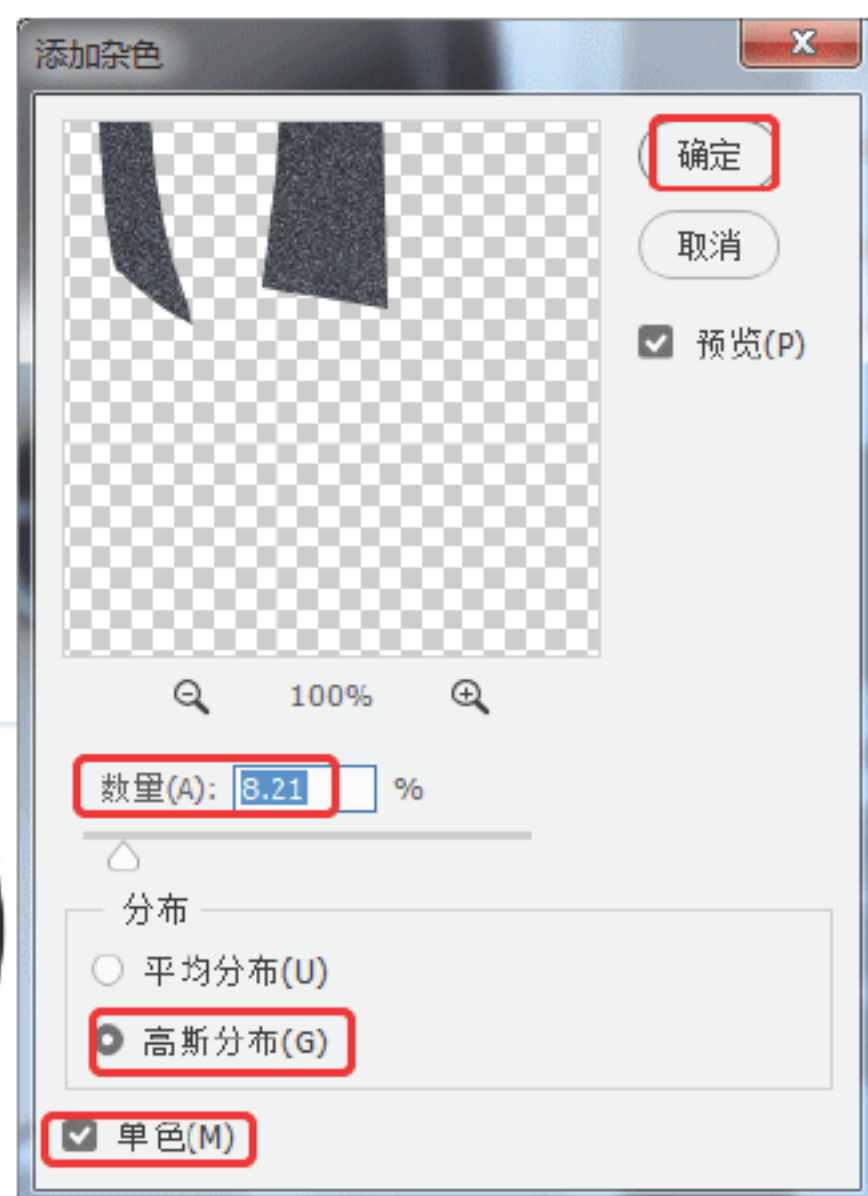 添加杂色
确定
取消
预览(P)
100%
数量(A): 8.21 %
分布
平均分布(U)
高斯分布(G)
单色(M)